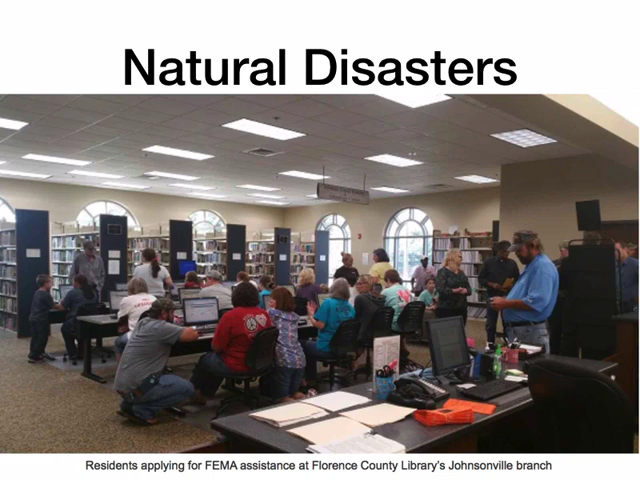 Natural Disasters
Residents applying for FEMA assistance at Florence County Library's Johnsonville branch